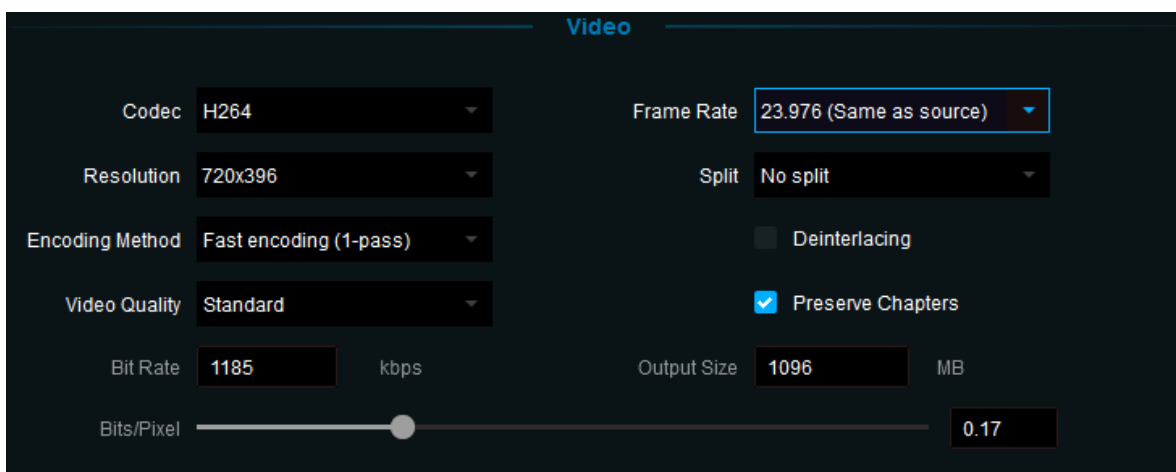 Video
Codec H264 Frame Rate 23.976 (Same as source)
Resolution 720x396 Split No split
Encoding Method Fast encoding (1-pass) Deinterlacing
Video Quality Standard Preserve Chapters
Bit Rate 1185 kbps Output Size 1096 MB
Bits/Pixel 0.17